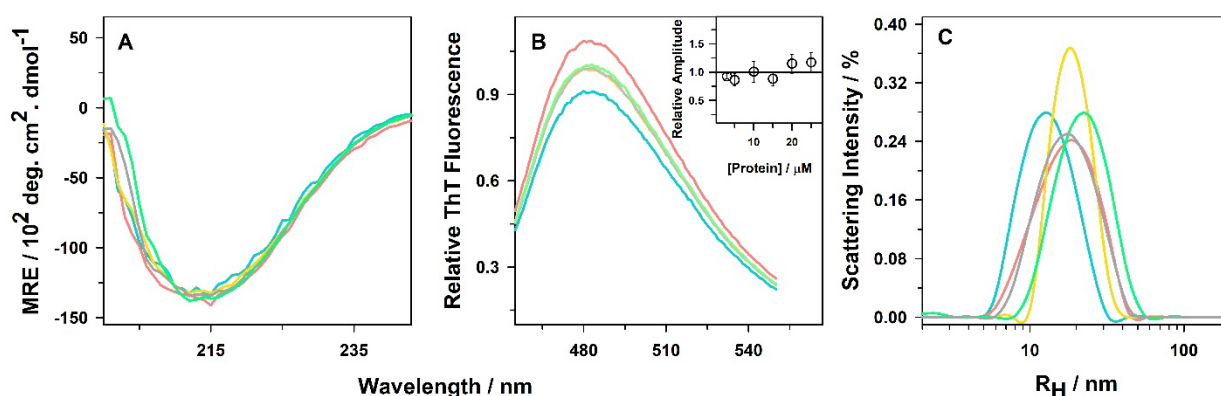 A
MRE / 10² deg. cm². dmol⁻¹
50
0
-50
-100
-150
215
235
B
Relative ThT Fluorescence
0.9
0.6
0.3
480
510
540
Relative Amplitude
1.5
1.0
0.5
10
20
[Protein] / μM
C
Scattering Intensity / %
0.40
0.32
0.24
0.16
0.08
0.00
10
100
Wavelength / nm
R_H / nm